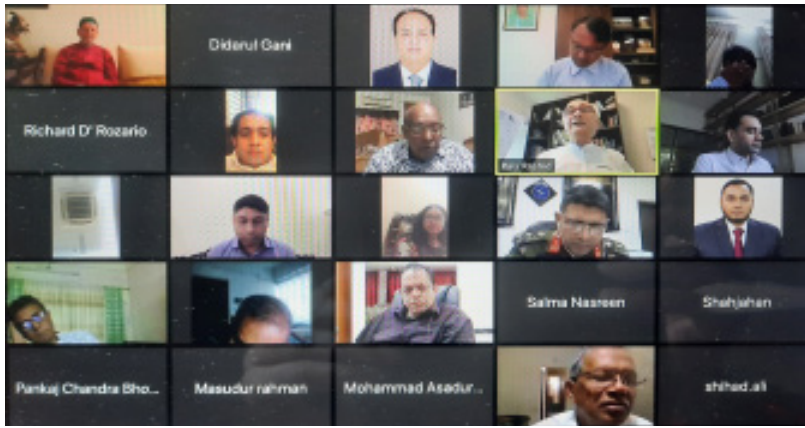 Didarul Gani
Richard D' Rozario
Salma Nasreen
Shahjahan
Pankaj Chandra Bho...
Masudur rahman
Mohammad Asadur...
shihad.ali